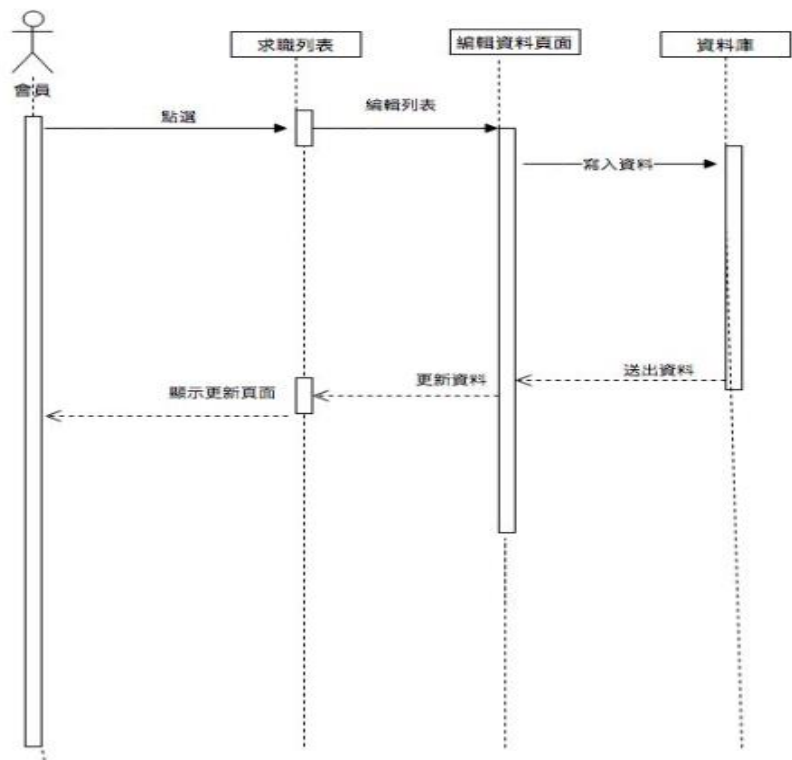 求職列表
編輯資料頁面
資料庫
會員
點選
編輯列表
寫入資料
送出資料
更新資料
顯示更新頁面